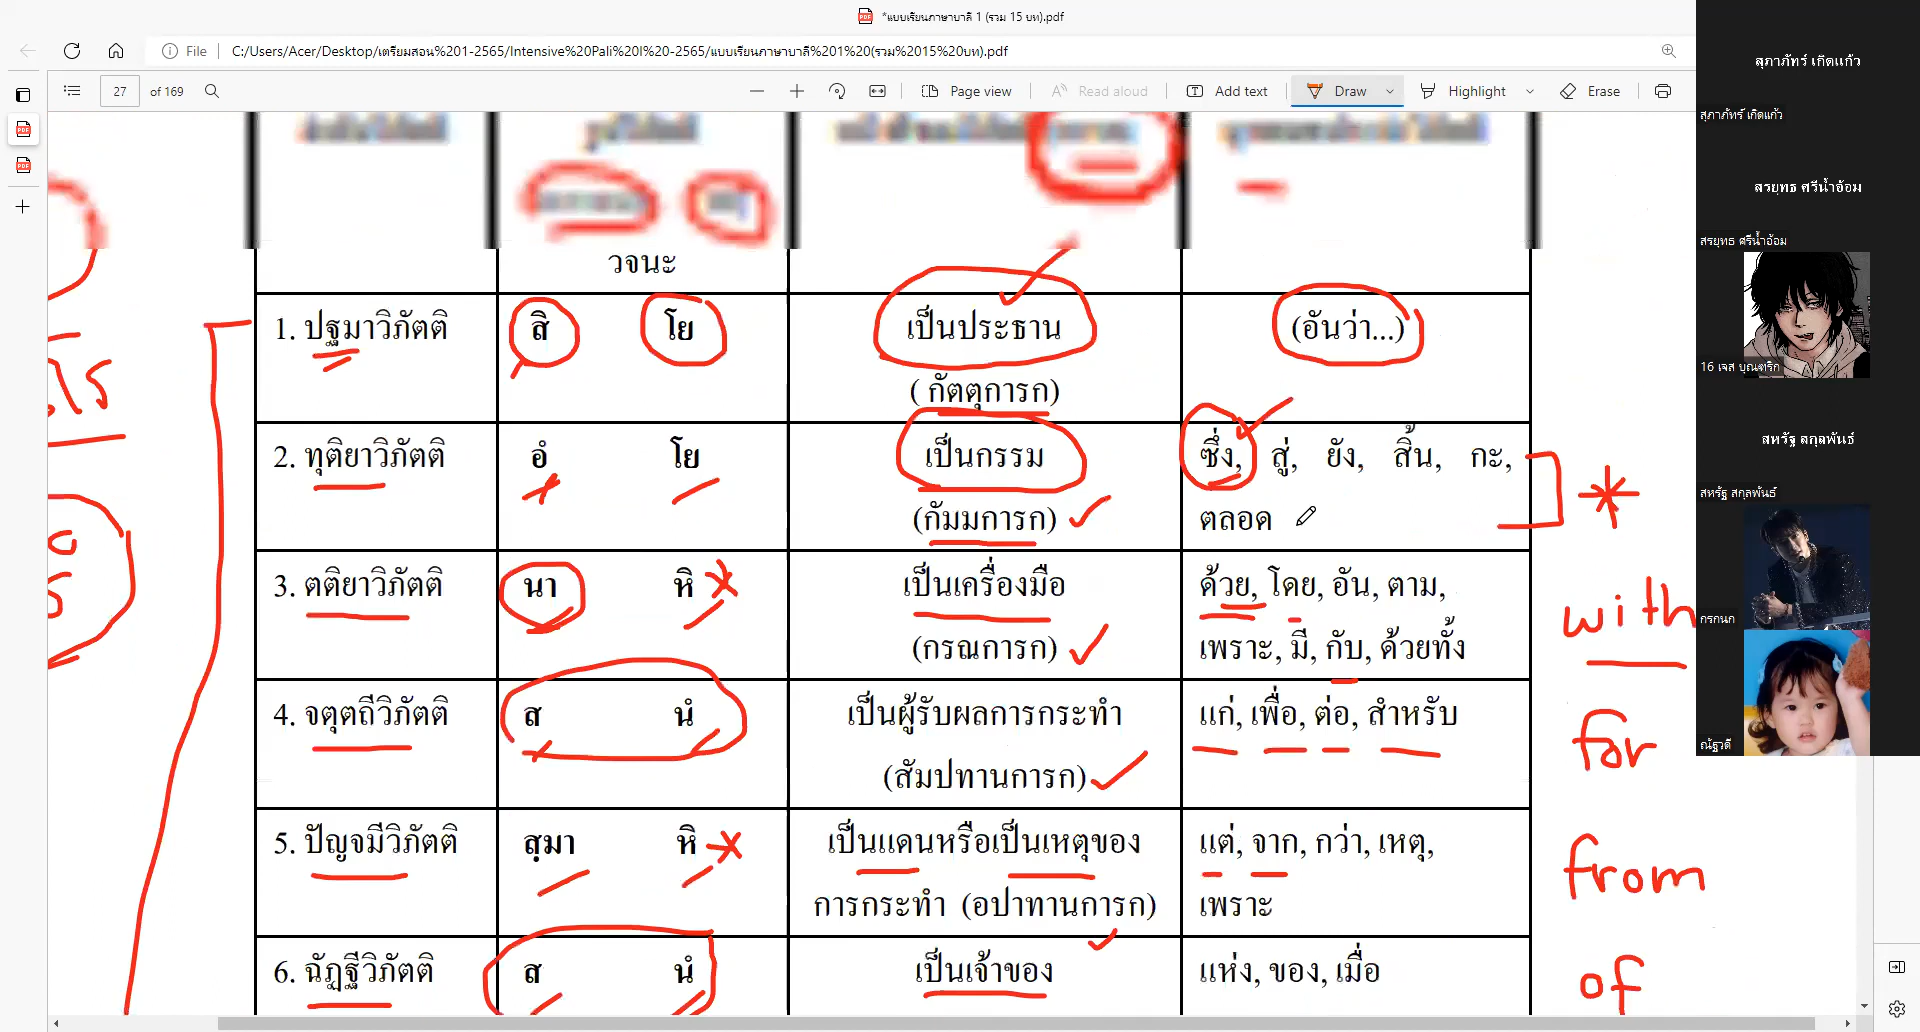 *แบบเรียนภาษาบาลี 1 (รวม 15 บท).pdf
File C:/Users/Acer/Desktop/เตรียมสอน%201-2565/Intensive%20Pali%20I%20-2565/แบบเรียนภาษาบาลี%201%20(รวม%2015%20บท).pdf
27 of 169 Page view Read aloud Add text Draw Highlight Erase
วจนะ
1. ปฐมาวิภัตติ สิ โย เป็นประธาน (อันว่า...)
( กัตตุการก)
2. ทุติยาวิภัตติ อํ โย เป็นกรรม ซึ่ง, สู่, ยัง, สิ้น, กะ,
(กัมมการก) ตลอด
3. ตติยาวิภัตติ นา หิ เป็นเครื่องมือ ด้วย, โดย, อัน, ตาม,
with
(กรณการก) เพราะ, มี, กับ, ด้วยทั้ง
4. จตุตถีวิภัตติ ส นํ เป็นผู้รับผลการกระทำ แก่, เพื่อ, ต่อ, สำหรับ
for
(สัมปทานการก)
5. ปัญจมีวิภัตติ สฺมา หิ เป็นแดนหรือเป็นเหตุของ แต่, จาก, กว่า, เหตุ,
from
การกระทำ (อปาทานการก) เพราะ
6. ฉัฏฐีวิภัตติ ส นํ เป็นเจ้าของ แห่ง, ของ, เมื่อ
of
สุภาภัทร์ เกิดแก้ว
สุภาภัทร์ เกิดแก้ว
สรยุทธ ศรีน้ำอ้อม
สรยุทธ ศรีน้ำอ้อม
16 เจส บุณฑริก
สหรัฐ สกุลพันธ์
สหรัฐ สกุลพันธ์
กรกนก
ณัฐวดี